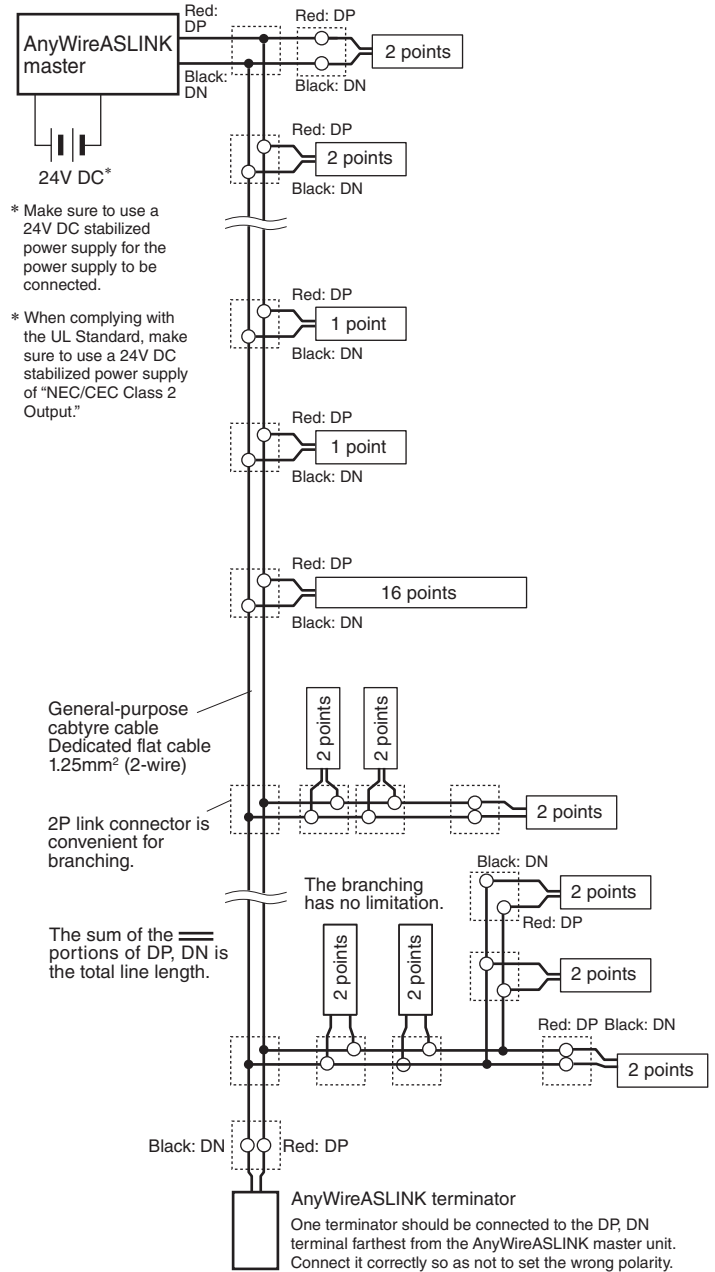 Red:
DP
AnyWireASLINK
master
Black:
DN
Red: DP
2 points
Black: DN
24V DC*
Red: DP
2 points
Black: DN
* Make sure to use a
24V DC stabilized
power supply for the
power supply to be
connected.
* When complying with
the UL Standard, make
sure to use a 24V DC
stabilized power supply
of “NEC/CEC Class 2
Output.”
Red: DP
1 point
Black: DN
Red: DP
1 point
Black: DN
Red: DP
16 points
Black: DN
General-purpose
cabtyre cable
Dedicated flat cable
1.25mm² (2-wire)
2 points
2 points
2 points
2P link connector is
convenient for
branching.
The branching
has no limitation.
Black: DN
2 points
Red: DP
The sum of the
portions of DP, DN is
the total line length.
2 points
2 points
2 points
Red: DP Black: DN
2 points
Black: DN
Red: DP
AnyWireASLINK terminator
One terminator should be connected to the DP, DN
terminal farthest from the AnyWireASLINK master unit.
Connect it correctly so as not to set the wrong polarity.